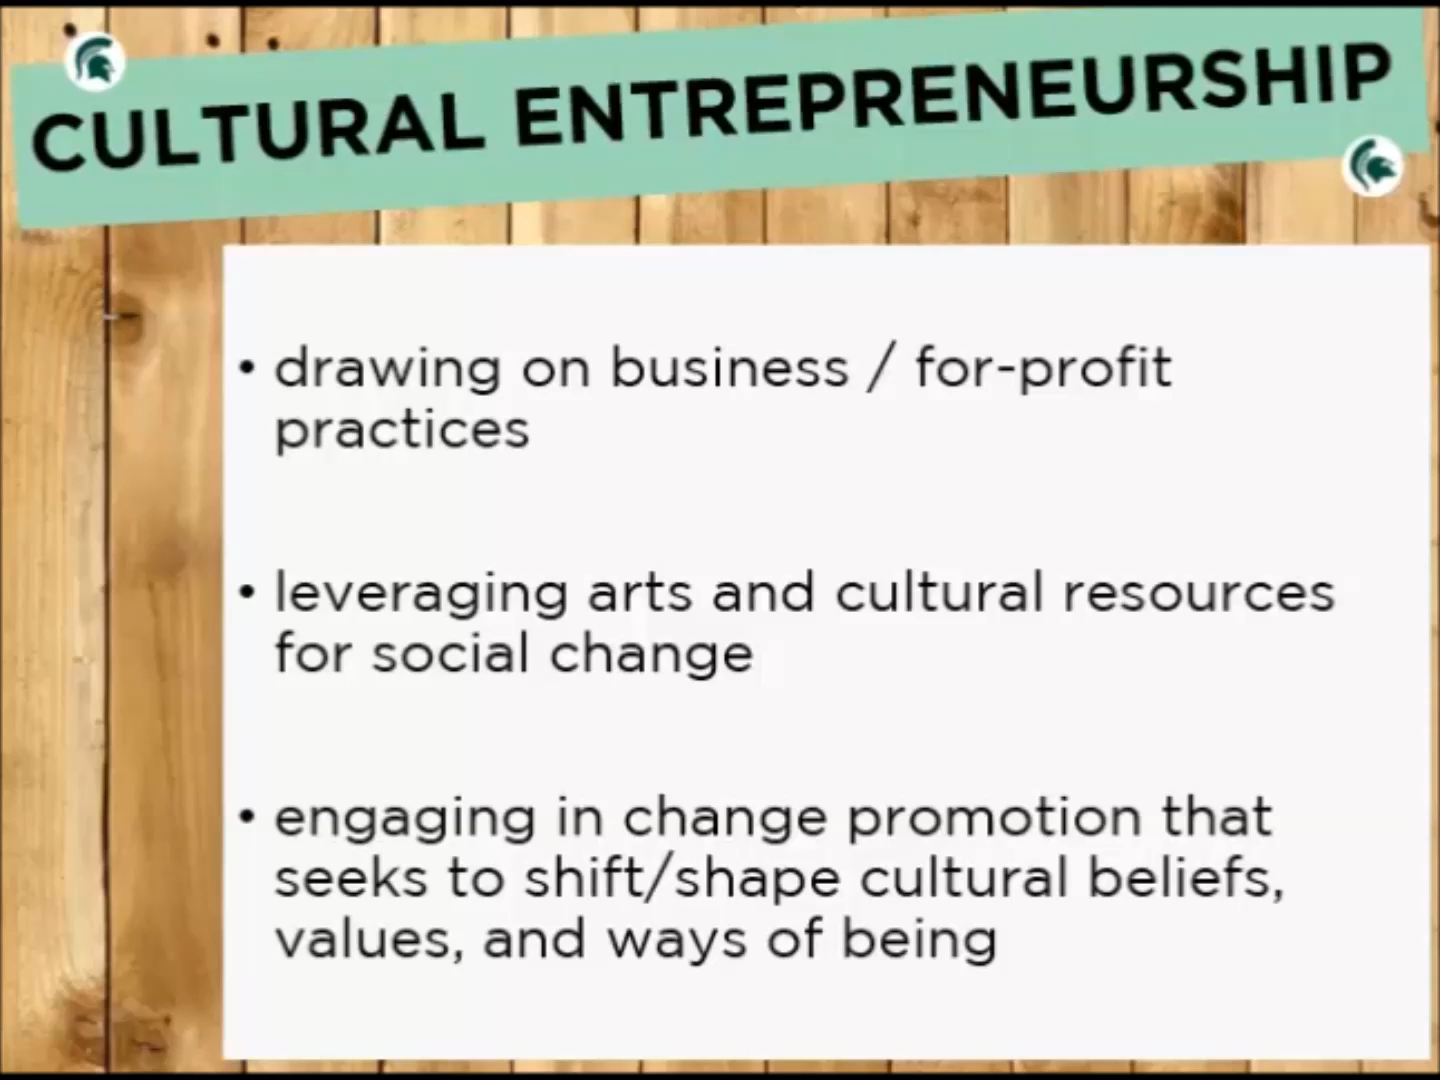 CULTURAL ENTREPRENEURSHIP
• drawing on business / for-profit
practices
• leveraging arts and cultural resources
for social change
• engaging in change promotion that
seeks to shift/shape cultural beliefs,
values, and ways of being